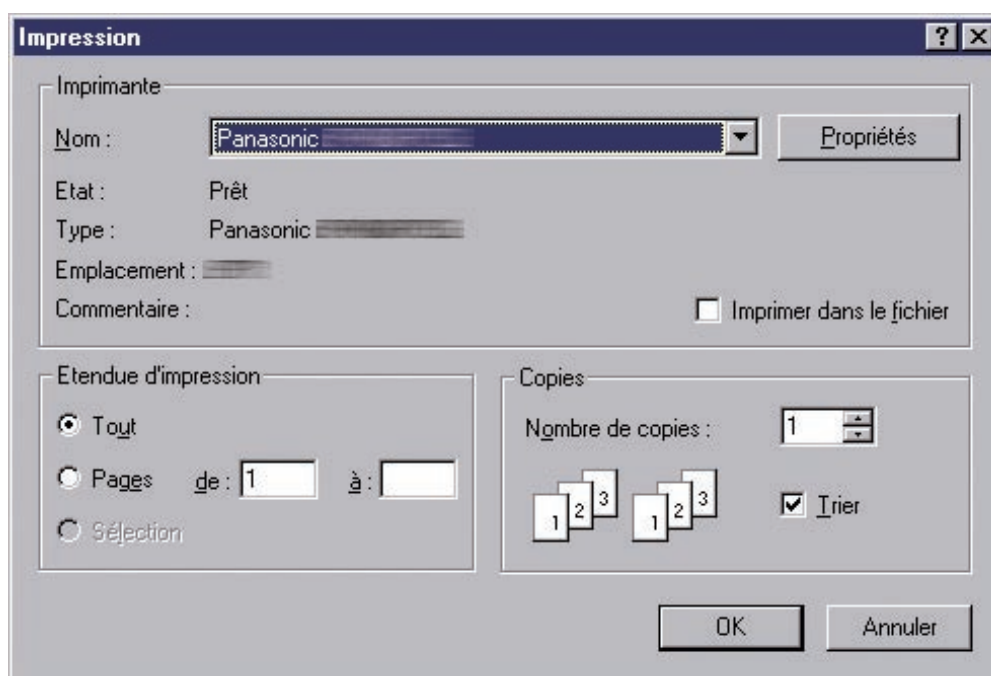 Impression
Imprimante
Nom : Panasonic Propriétés
Etat : Prêt
Type : Panasonic
Emplacement :
Commentaire : Imprimer dans le fichier
Etendue d'impression
Tout
Pages de : 1 à :
Sélection
Copies
Nombre de copies : 1
1 2 3 1 2 3
Trier
OK Annuler